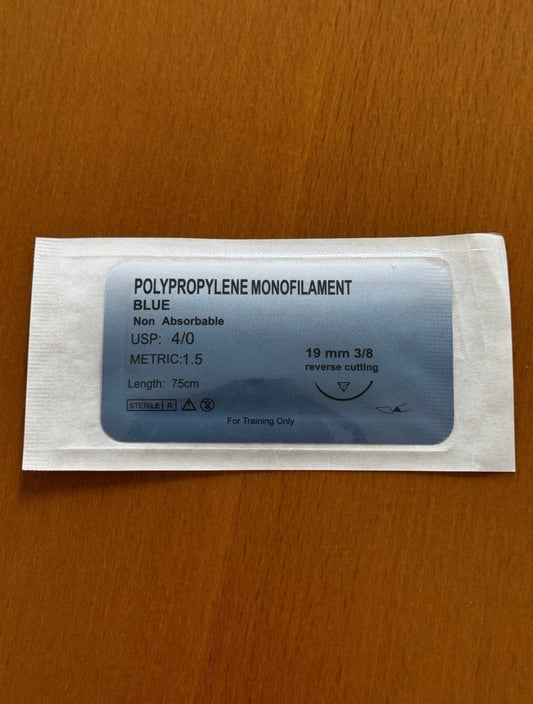 POLYPROPYLENE MONOFILAMENT
BLUE
Non Absorbable
USP: 4/0
METRIC:1.5
Length: 75cm
19 mm 3/8
reverse cutting
STERILE R
For Training Only